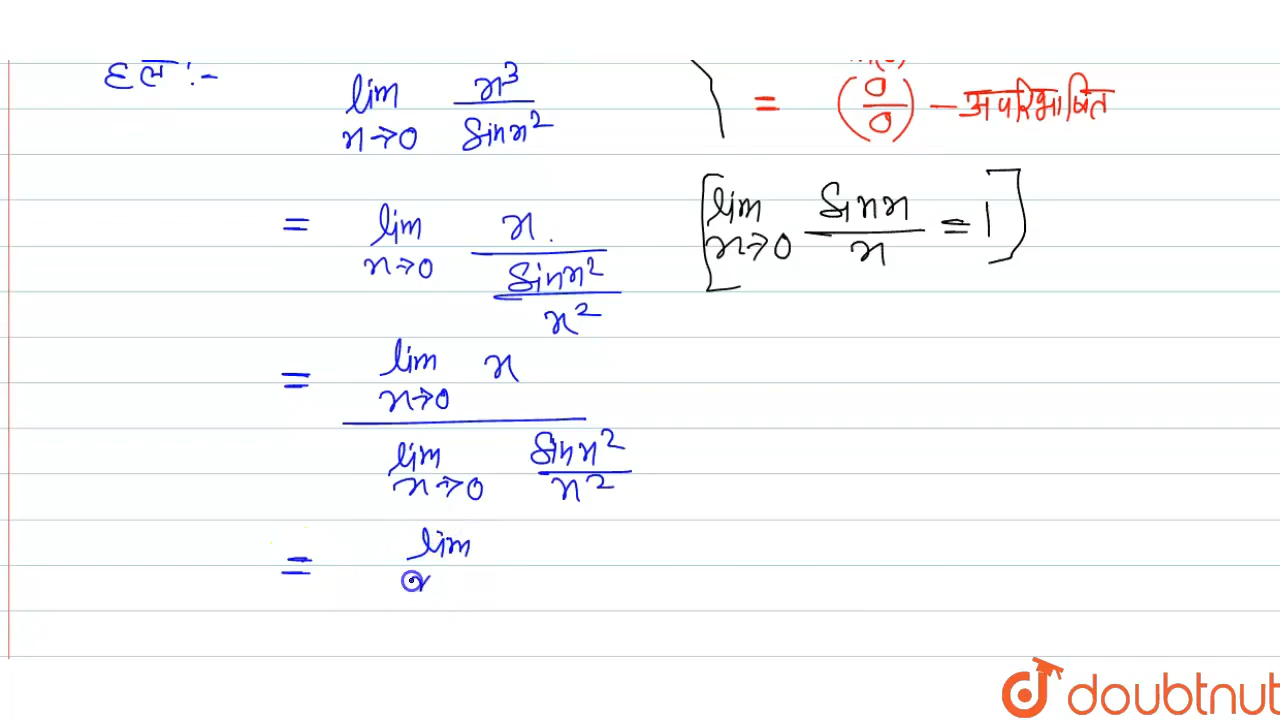 हल :-
lim x→0 x³/sin x²
= (0/0) - अपरिभाषित
= lim x→0 x. / (sin x²/x²)
[lim x→0 sin x/x = 1]
= lim x→0 x / lim x→0 sin x²/x²
= lim
x
doubtnut